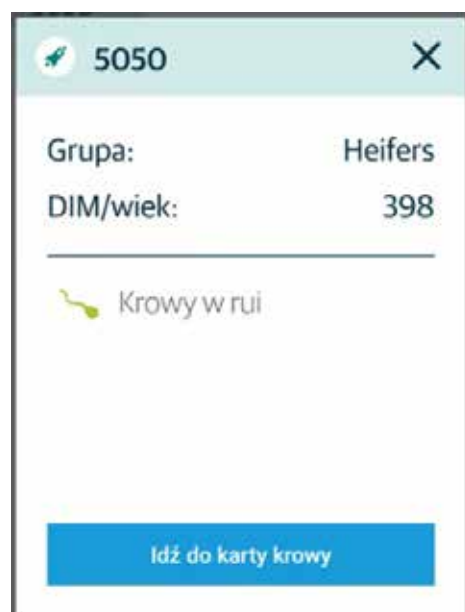 5050
Grupa: Heifers
DIM/wiek: 398
Krowy w rui
Idź do karty krowy